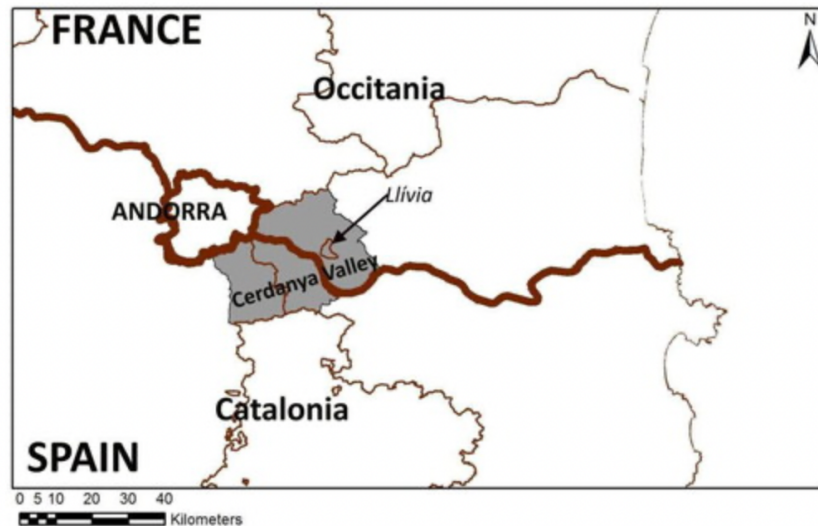 FRANCE
N
Occitania
Llívia
ANDORRA
Cerdanya Valley
Catalonia
SPAIN
0 5 10 20 30 40
Kilometers